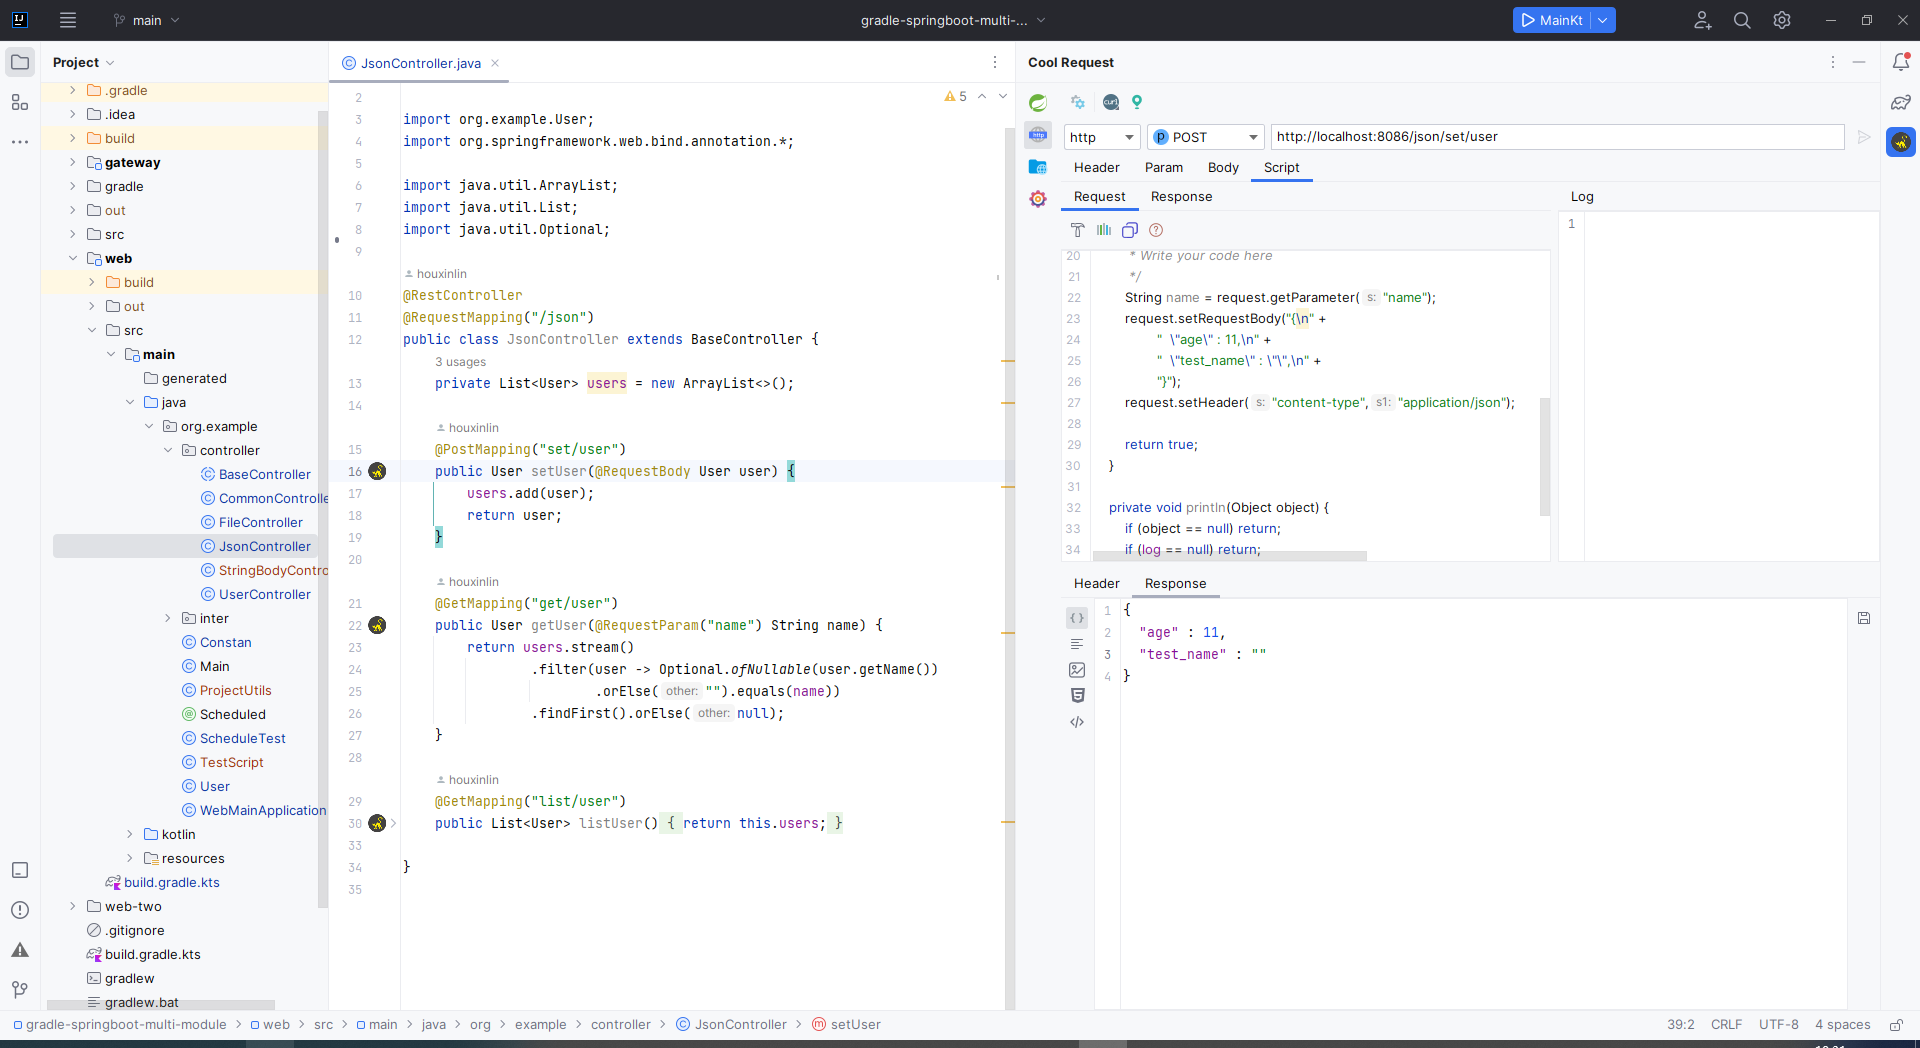 main
gradle-springboot-multi-...
MainKt
Project
.gradle
.idea
build
gateway
gradle
out
src
web
build
out
src
main
generated
java
org.example
controller
BaseController
CommonControlle
FileController
JsonController
StringBodyContro
UserController
inter
Constan
Main
ProjectUtils
Scheduled
ScheduleTest
TestScript
User
WebMainApplication
kotlin
resources
build.gradle.kts
web-two
.gitignore
build.gradle.kts
gradlew
gradlew.bat
JsonController.java
5
2
3 import org.example.User;
4 import org.springframework.web.bind.annotation.*;
5
6 import java.util.ArrayList;
7 import java.util.List;
8 import java.util.Optional;
9
houxinlin
10 @RestController
11 @RequestMapping("/json")
12 public class JsonController extends BaseController {
3 usages
13 private List<User> users = new ArrayList<>();
14
houxinlin
15 @PostMapping("set/user")
16 public User setUser(@RequestBody User user) {
17 users.add(user);
18 return user;
19 }
20
houxinlin
21 @GetMapping("get/user")
22 public User getUser(@RequestParam("name") String name) {
23 return users.stream()
24 .filter(user -> Optional.ofNullable(user.getName())
25 .orElse( other: "").equals(name))
26 .findFirst().orElse( other: null);
27 }
28
houxinlin
29 @GetMapping("list/user")
30 public List<User> listUser() { return this.users; }
33
34 }
35
Cool Request
curl
http
http
p POST
http://localhost:8086/json/set/user
Header Param Body Script
Request Response
Log
1
20 * Write your code here
21 */
22 String name = request.getParameter( s: "name");
23 request.setRequestBody("{\n" +
24 "  \"age\" : 11,\n" +
25 "  \"test_name\" : \"\",\n" +
26 "}");
27 request.setHeader( s: "content-type", s1: "application/json");
28
29 return true;
30 }
31
32 private void println(Object object) {
33 if (object == null) return;
34 if (log == null) return;
Header Response
1 {
2 "age" : 11,
3 "test_name" : ""
4 }
gradle-springboot-multi-module > web > src > main > java > org > example > controller > JsonController > setUser
39:2 CRLF UTF-8 4 spaces